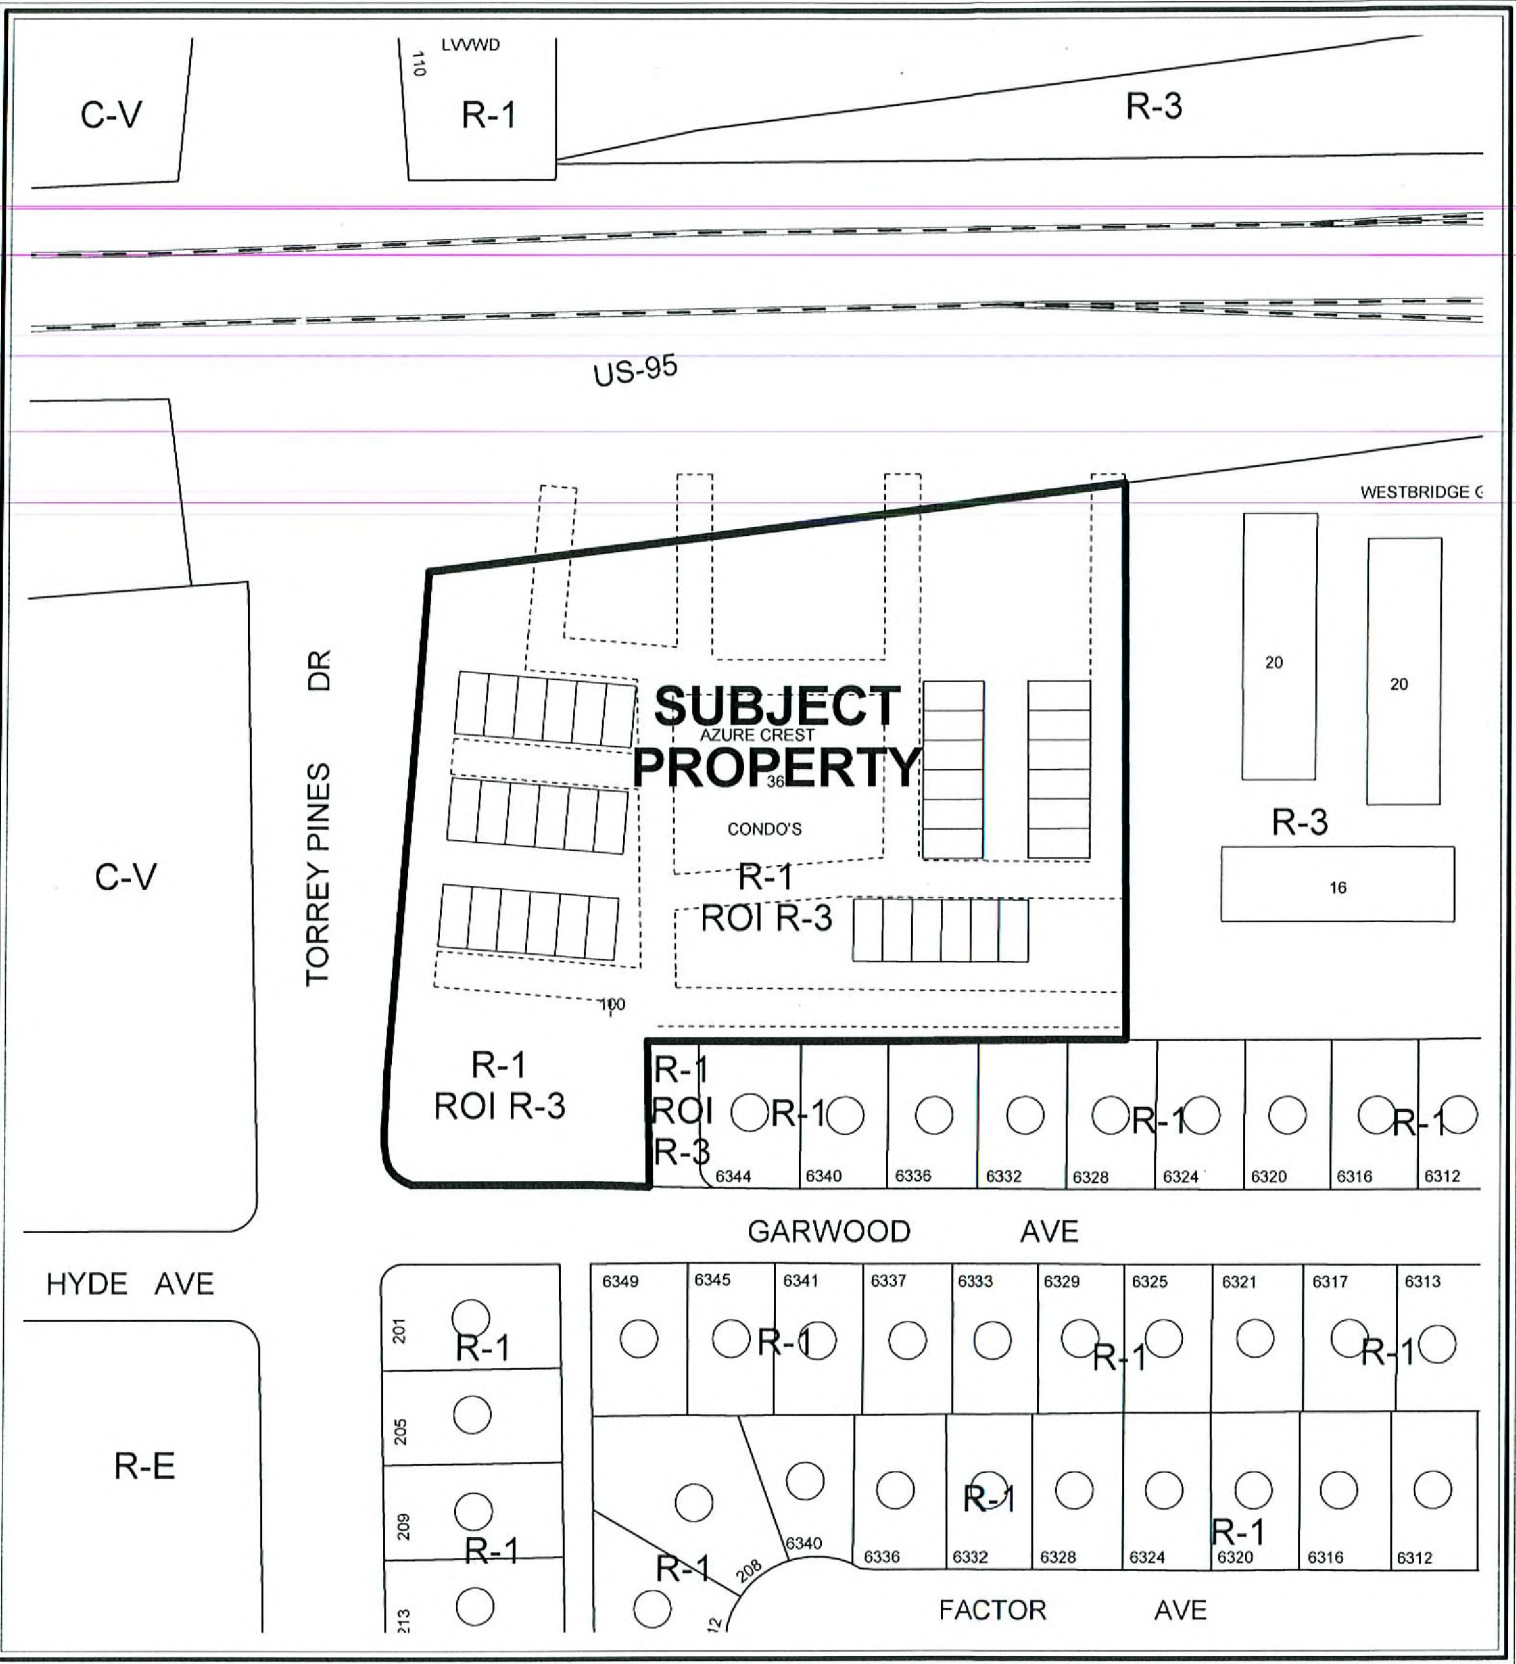 LVVWD
110
C-V
R-1
R-3
US-95
WESTBRIDGE
20
20
R-3
16
TORREY PINES DR
C-V
SUBJECT
AZURE CREST
PROPERTY
36
CONDO'S
R-1
ROI R-3
100
R-1
ROI R-3
R-1
ROI
R-3
R-1
R-1
R-1
6344
6340
6336
6332
6328
6324
6320
6316
6312
GARWOOD AVE
HYDE AVE
6349
6345
6341
6337
6333
6329
6325
6321
6317
6313
201
R-1
R-1
R-1
R-1
205
R-E
209
R-1
213
R-1
R-1
R-1
208
12
6340
6336
6332
6328
6324
6320
6316
6312
FACTOR AVE